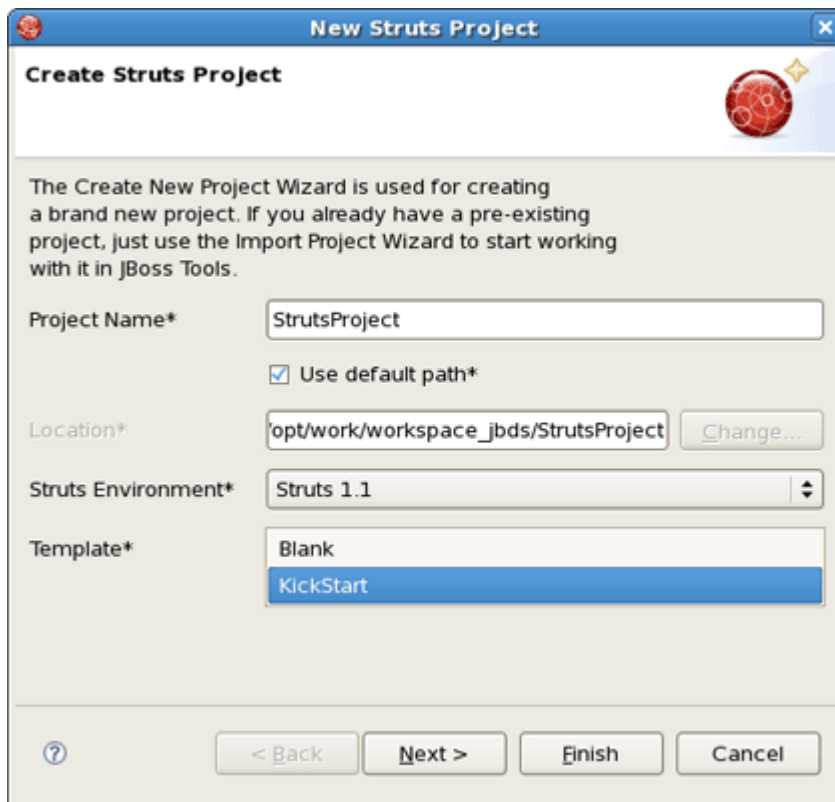 New Struts Project
Create Struts Project
The Create New Project Wizard is used for creating
a brand new project. If you already have a pre-existing
project, just use the Import Project Wizard to start working
with it in JBoss Tools.
Project Name* StrutsProject
Use default path*
Location* /opt/work/workspace_jbds/StrutsProject Change...
Struts Environment* Struts 1.1
Template* Blank
KickStart
? < Back Next > Finish Cancel